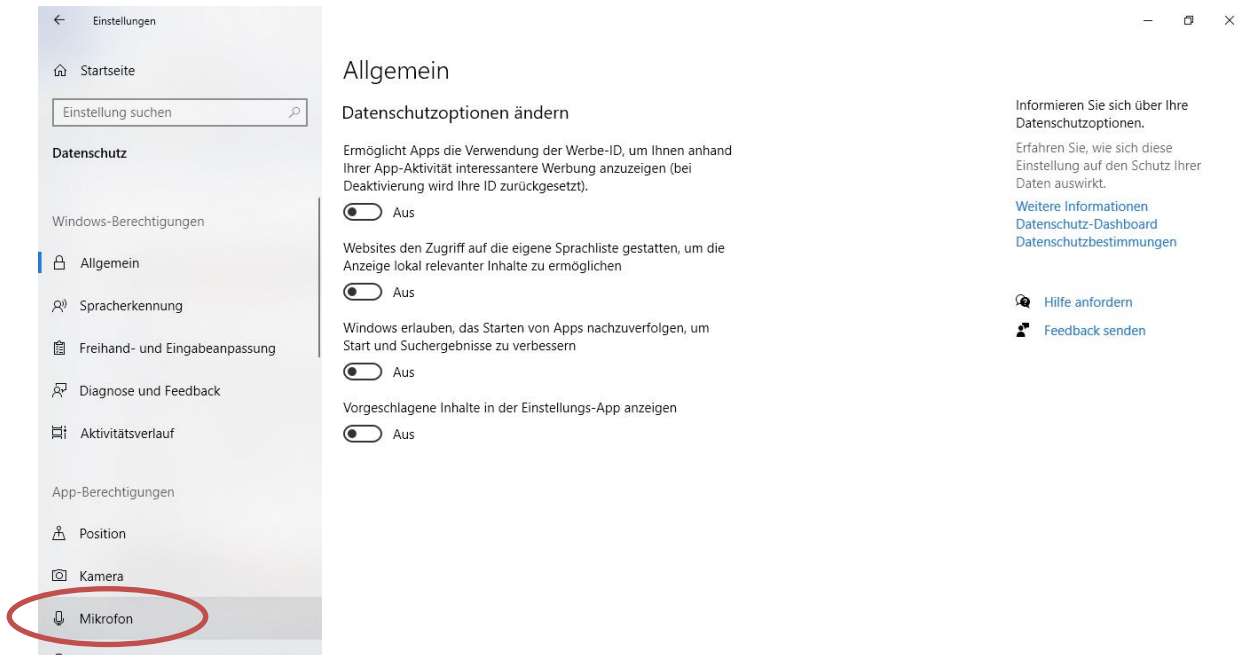 Einstellungen
Startseite
Einstellung suchen
Datenschutz
Windows-Berechtigungen
Allgemein
Spracherkennung
Freihand- und Eingabeanpassung
Diagnose und Feedback
Aktivitätsverlauf
App-Berechtigungen
Position
Kamera
Mikrofon
Allgemein
Datenschutzoptionen ändern
Ermöglicht Apps die Verwendung der Werbe-ID, um Ihnen anhand
Ihrer App-Aktivität interessantere Werbung anzuzeigen (bei
Deaktivierung wird Ihre ID zurückgesetzt).
Aus
Websites den Zugriff auf die eigene Sprachliste gestatten, um die
Anzeige lokal relevanter Inhalte zu ermöglichen
Aus
Windows erlauben, das Starten von Apps nachzuverfolgen, um
Start und Suchergebnisse zu verbessern
Aus
Vorgeschlagene Inhalte in der Einstellungs-App anzeigen
Aus
Informieren Sie sich über Ihre
Datenschutzoptionen.
Erfahren Sie, wie sich diese
Einstellung auf den Schutz Ihrer
Daten auswirkt.
Weitere Informationen
Datenschutz-Dashboard
Datenschutzbestimmungen
Hilfe anfordern
Feedback senden